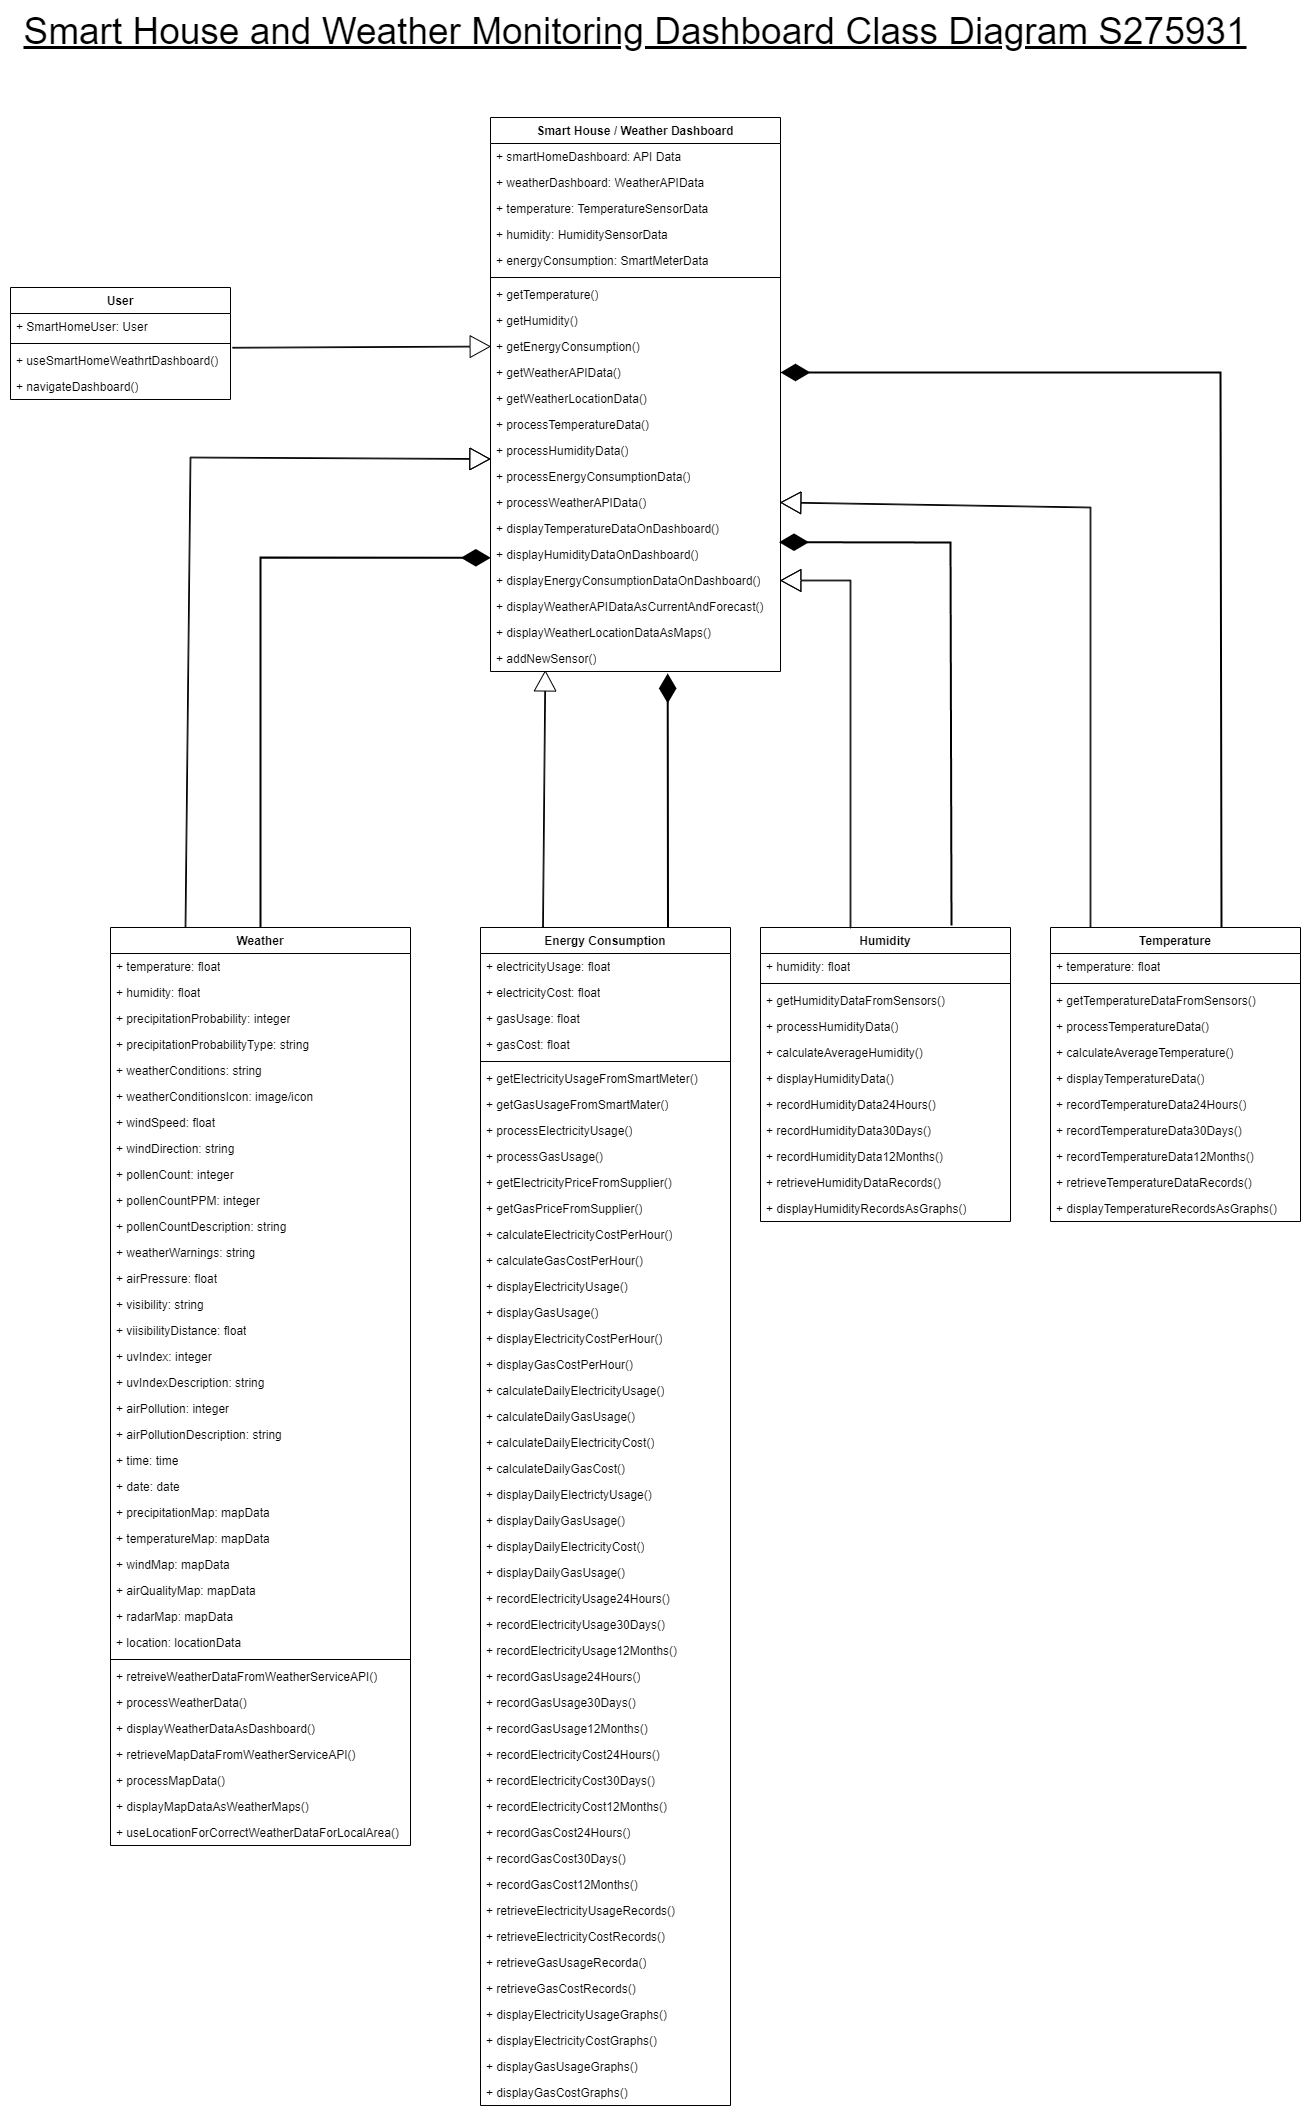 Smart House and Weather Monitoring Dashboard Class Diagram S275931
Smart House / Weather Dashboard
+ smartHomeDashboard: API Data
+ weatherDashboard: WeatherAPIData
+ temperature: TemperatureSensorData
+ humidity: HumiditySensorData
+ energyConsumption: SmartMeterData
+ getTemperature()
+ getHumidity()
+ getEnergyConsumption()
+ getWeatherAPIData()
+ getWeatherLocationData()
+ processTemperatureData()
+ processHumidityData()
+ processEnergyConsumptionData()
+ processWeatherAPIData()
+ displayTemperatureDataOnDashboard()
+ displayHumidityDataOnDashboard()
+ displayEnergyConsumptionDataOnDashboard()
+ displayWeatherAPIDataAsCurrentAndForecast()
+ displayWeatherLocationDataAsMaps()
+ addNewSensor()
User
+ SmartHomeUser: User
+ useSmartHomeWeathrtDashboard()
+ navigateDashboard()
Weather
+ temperature: float
+ humidity: float
+ precipitationProbability: integer
+ precipitationProbabilityType: string
+ weatherConditions: string
+ weatherConditionsIcon: image/icon
+ windSpeed: float
+ windDirection: string
+ pollenCount: integer
+ pollenCountPPM: integer
+ pollenCountDescription: string
+ weatherWarnings: string
+ airPressure: float
+ visibility: string
+ viisibilityDistance: float
+ uvIndex: integer
+ uvIndexDescription: string
+ airPollution: integer
+ airPollutionDescription: string
+ time: time
+ date: date
+ precipitationMap: mapData
+ temperatureMap: mapData
+ windMap: mapData
+ airQualityMap: mapData
+ radarMap: mapData
+ location: locationData
+ retreiveWeatherDataFromWeatherServiceAPI()
+ processWeatherData()
+ displayWeatherDataAsDashboard()
+ retrieveMapDataFromWeatherServiceAPI()
+ processMapData()
+ displayMapDataAsWeatherMaps()
+ useLocationForCorrectWeatherDataForLocalArea()
Energy Consumption
+ electricityUsage: float
+ electricityCost: float
+ gasUsage: float
+ gasCost: float
+ getElectricityUsageFromSmartMeter()
+ getGasUsageFromSmartMater()
+ processElectricityUsage()
+ processGasUsage()
+ getElectricityPriceFromSupplier()
+ getGasPriceFromSupplier()
+ calculateElectricityCostPerHour()
+ calculateGasCostPerHour()
+ displayElectricityUsage()
+ displayGasUsage()
+ displayElectricityCostPerHour()
+ displayGasCostPerHour()
+ calculateDailyElectricityUsage()
+ calculateDailyGasUsage()
+ calculateDailyElectricityCost()
+ calculateDailyGasCost()
+ displayDailyElectrictyUsage()
+ displayDailyGasUsage()
+ displayDailyElectricityCost()
+ displayDailyGasUsage()
+ recordElectricityUsage24Hours()
+ recordElectricityUsage30Days()
+ recordElectricityUsage12Months()
+ recordGasUsage24Hours()
+ recordGasUsage30Days()
+ recordGasUsage12Months()
+ recordElectricityCost24Hours()
+ recordElectricityCost30Days()
+ recordElectricityCost12Months()
+ recordGasCost24Hours()
+ recordGasCost30Days()
+ recordGasCost12Months()
+ retrieveElectricityUsageRecords()
+ retrieveElectricityCostRecords()
+ retrieveGasUsageRecorda()
+ retrieveGasCostRecords()
+ displayElectricityUsageGraphs()
+ displayElectricityCostGraphs()
+ displayGasUsageGraphs()
+ displayGasCostGraphs()
Humidity
+ humidity: float
+ getHumidityDataFromSensors()
+ processHumidityData()
+ calculateAverageHumidity()
+ displayHumidityData()
+ recordHumidityData24Hours()
+ recordHumidityData30Days()
+ recordHumidityData12Months()
+ retrieveHumidityDataRecords()
+ displayHumidityRecordsAsGraphs()
Temperature
+ temperature: float
+ getTemperatureDataFromSensors()
+ processTemperatureData()
+ calculateAverageTemperature()
+ displayTemperatureData()
+ recordTemperatureData24Hours()
+ recordTemperatureData30Days()
+ recordTemperatureData12Months()
+ retrieveTemperatureDataRecords()
+ displayTemperatureRecordsAsGraphs()